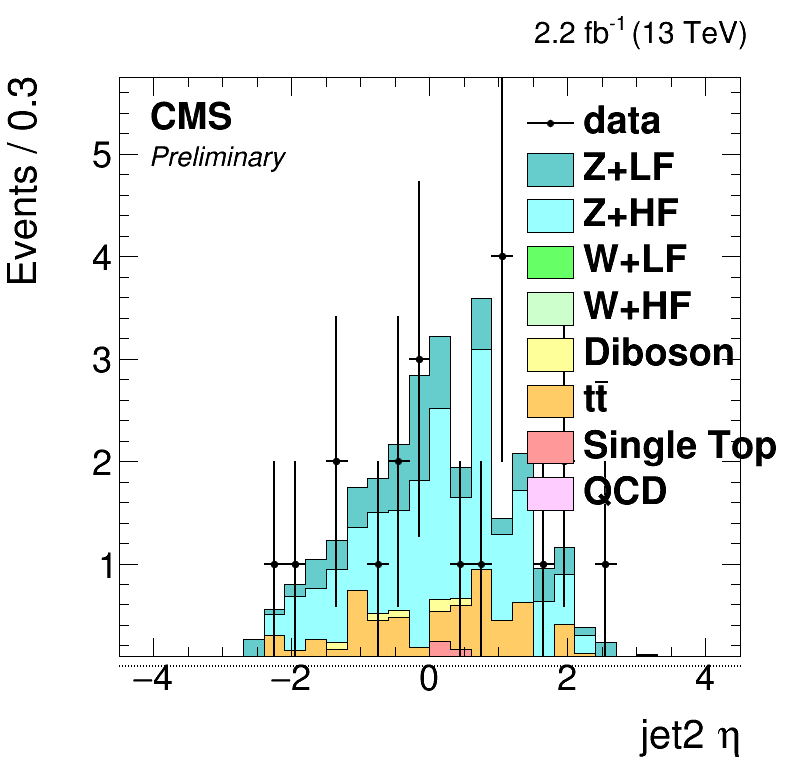 2.2 fb⁻¹ (13 TeV)
CMS
Preliminary
Events / 0.3
data
Z+LF
Z+HF
W+LF
W+HF
Diboson
tt̄
Single Top
QCD
5
4
3
2
1
−4 −2 0 2 4
jet2 η